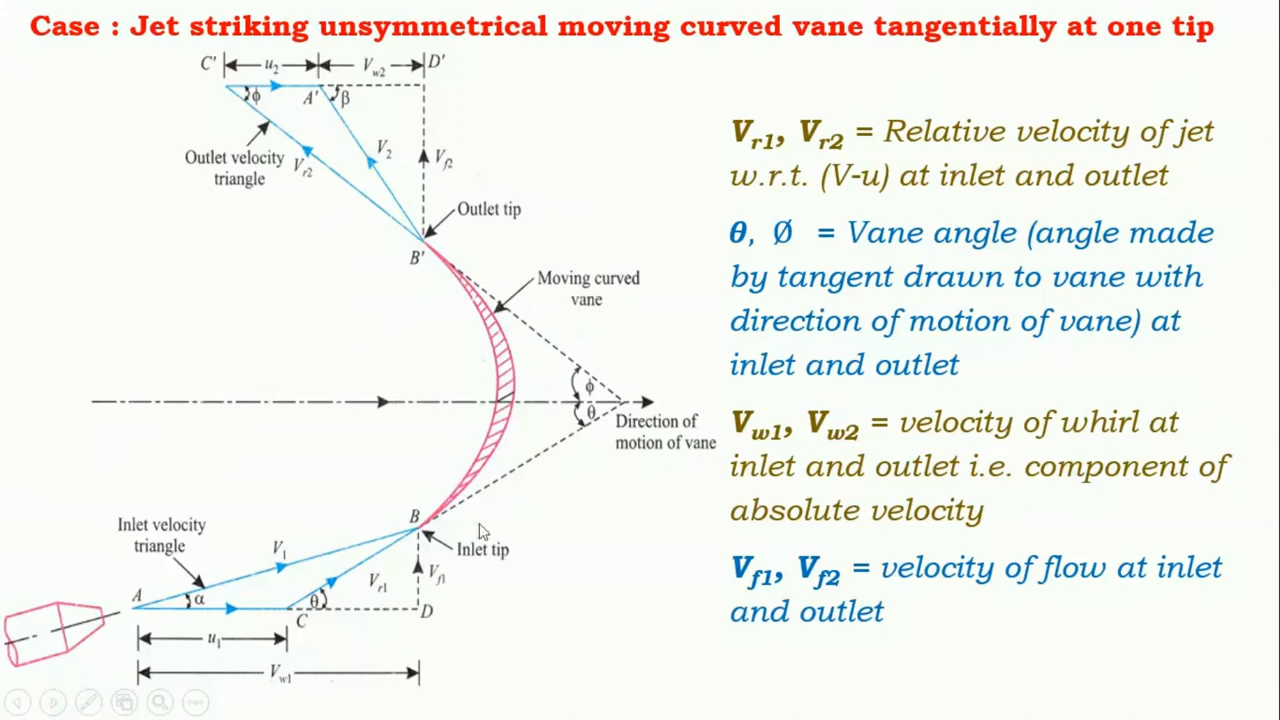 Case : Jet striking unsymmetrical moving curved vane tangentially at one tip
C'
u2
Vw2
D'
ϕ
A'
β
Outlet velocity
triangle
Vr2
V2
Vf2
Outlet tip
B'
Moving curved
vane
ϕ
θ
Direction of
motion of vane
Inlet velocity
triangle
V1
B
Inlet tip
A
α
θ
Vr1
Vf1
C
D
u1
Vw1
Vr1, Vr2 = Relative velocity of jet
w.r.t. (V-u) at inlet and outlet
θ, Ø = Vane angle (angle made
by tangent drawn to vane with
direction of motion of vane) at
inlet and outlet
Vw1, Vw2 = velocity of whirl at
inlet and outlet i.e. component of
absolute velocity
Vf1, Vf2 = velocity of flow at inlet
and outlet